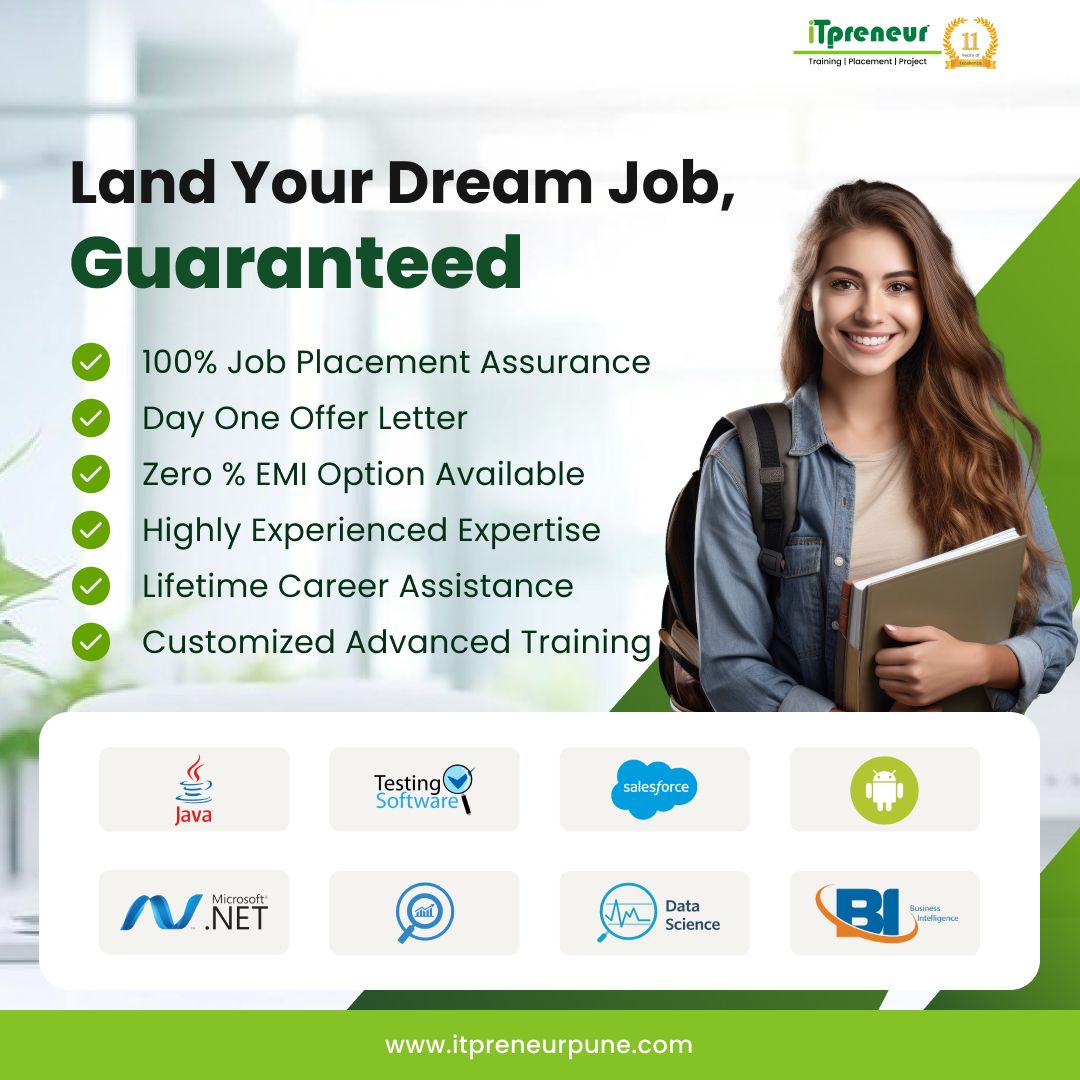 iTpreneur
Training | Placement | Project
11
Year's of
Excellence
Land Your Dream Job,
Guaranteed
100% Job Placement Assurance
Day One Offer Letter
Zero % EMI Option Available
Highly Experienced Expertise
Lifetime Career Assistance
Customized Advanced Training
Java
Testing
Software
salesforce
Microsoft®
.NET
™
Data
Science
BI
Business
Intelligence
www.itpreneurpune.com